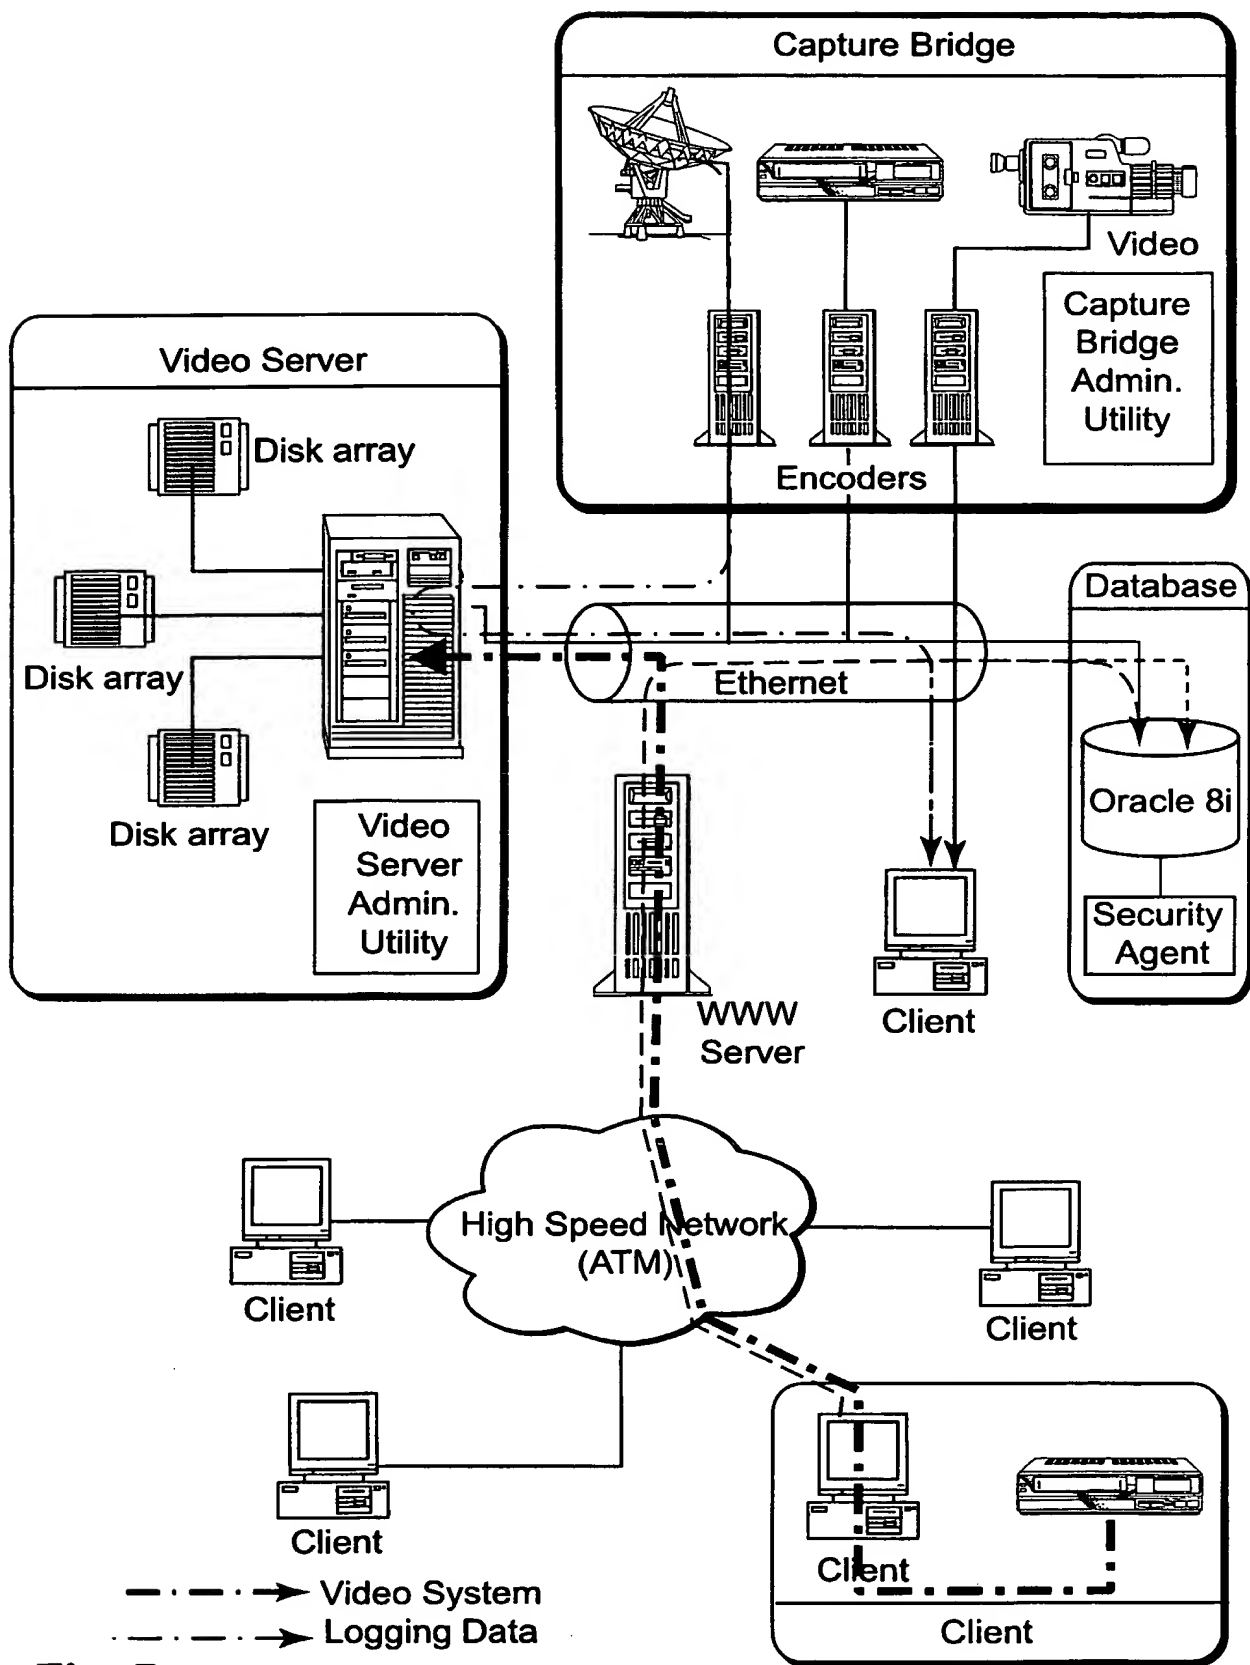 Capture Bridge
Video
Capture
Bridge
Admin.
Utility
Encoders
Video Server
Disk array
Disk array
Disk array
Video
Server
Admin.
Utility
Ethernet
Database
Oracle 8i
Security
Agent
Client
WWW
Server
High Speed Network
(ATM)
Client
Client
Client
Client
Client
Video System
Logging Data